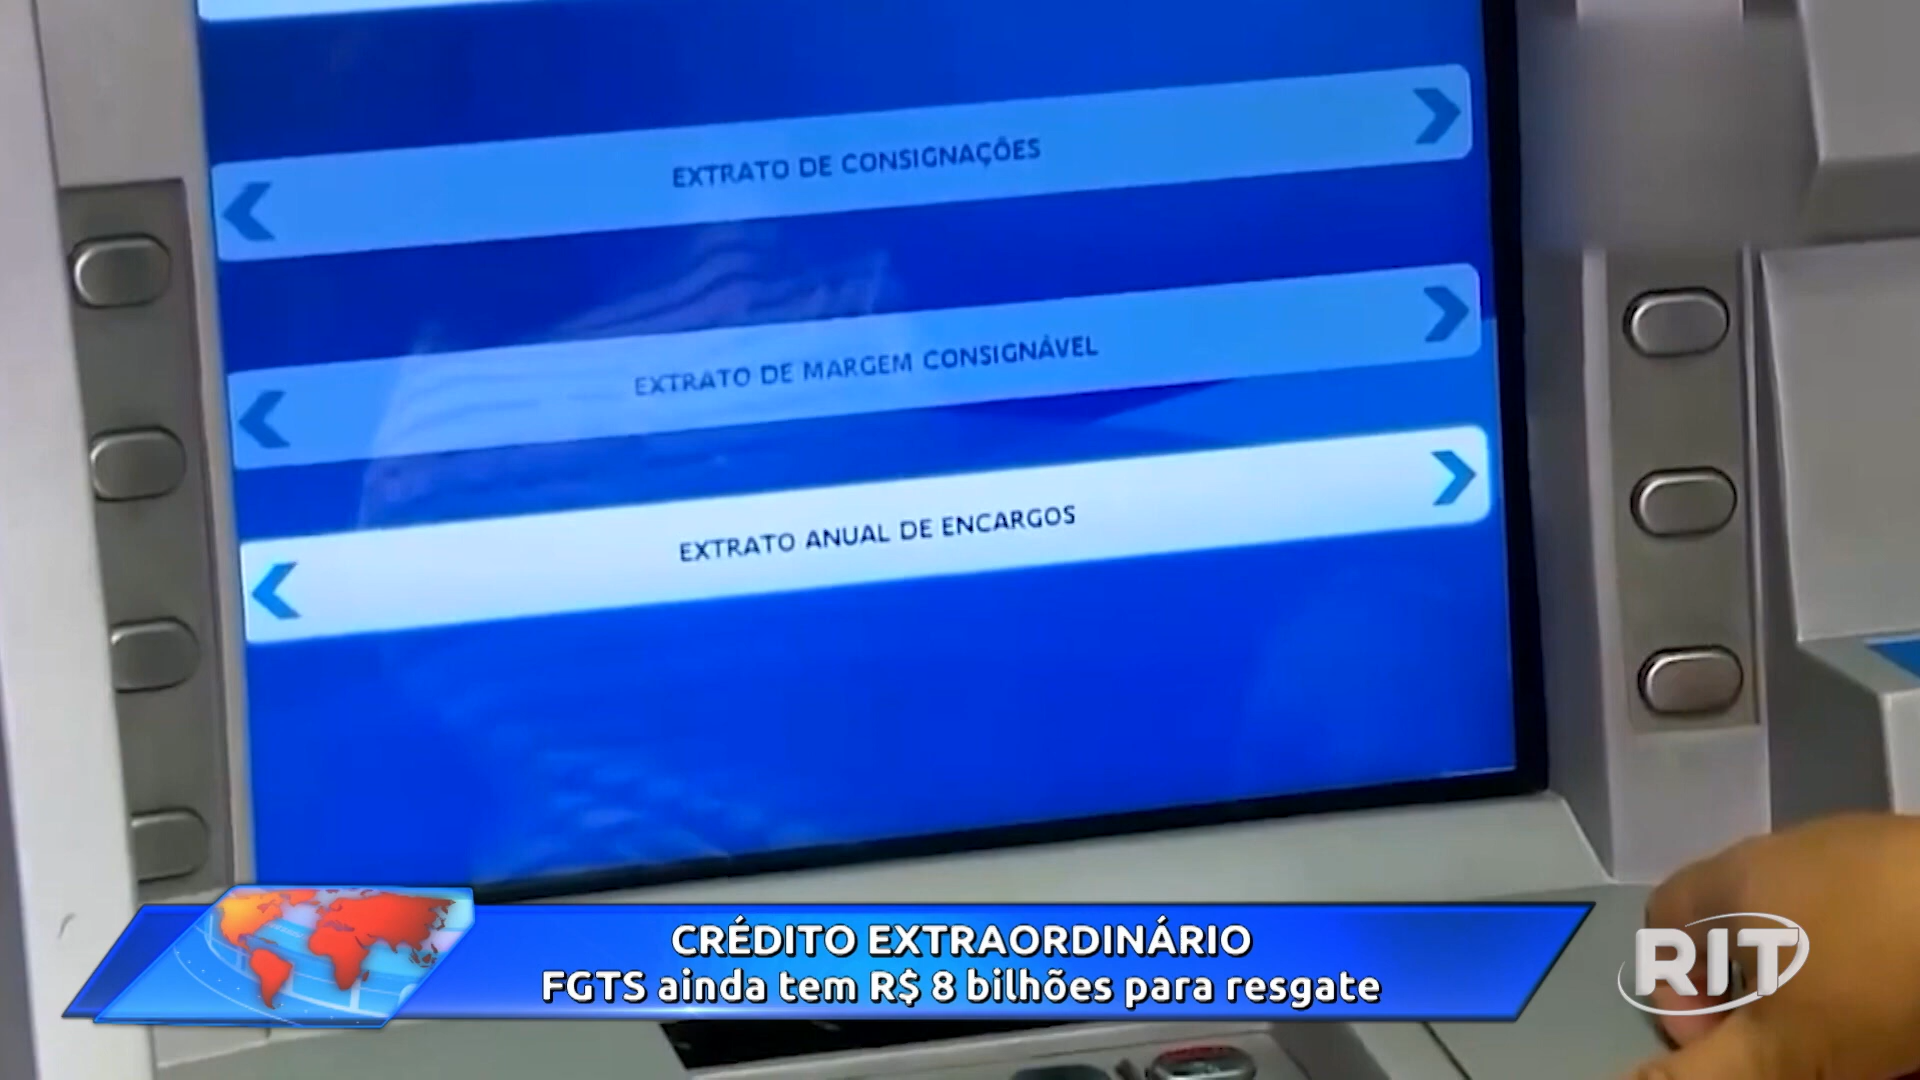 EXTRATO DE CONSIGNAÇÕES
EXTRATO DE MARGEM CONSIGNÁVEL
EXTRATO ANUAL DE ENCARGOS
CRÉDITO EXTRAORDINÁRIO
FGTS ainda tem R$ 8 bilhões para resgate
RIT